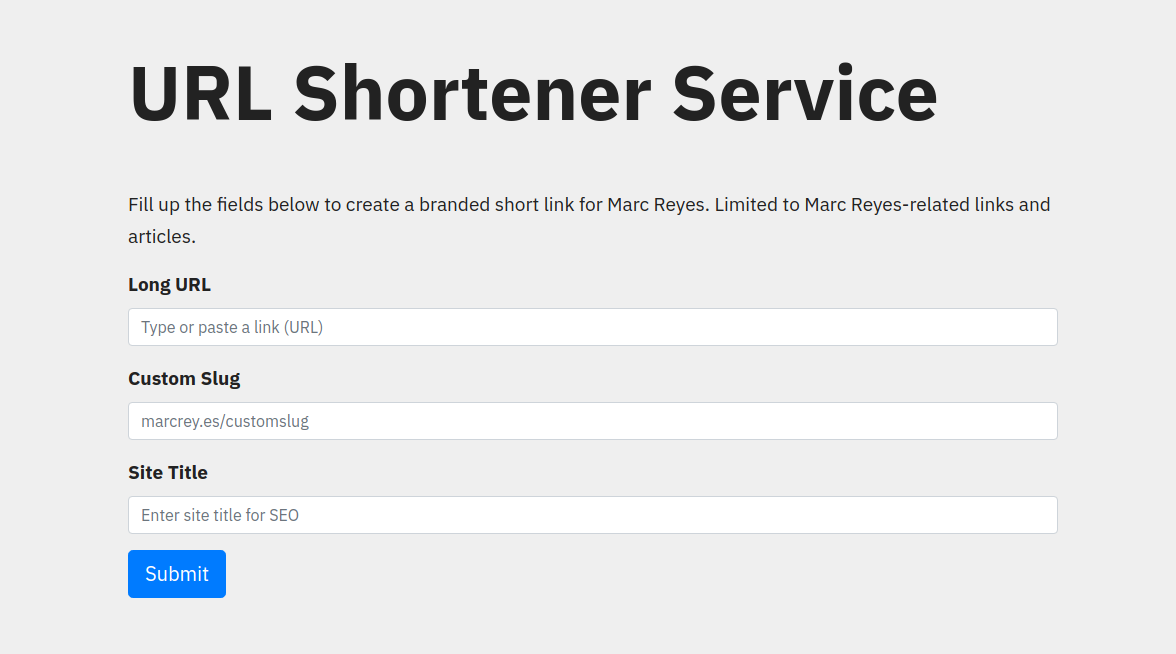 URL Shortener Service
Fill up the fields below to create a branded short link for Marc Reyes. Limited to Marc Reyes-related links and
articles.
Long URL
Type or paste a link (URL)
Custom Slug
marcrey.es/customslug
Site Title
Enter site title for SEO
Submit